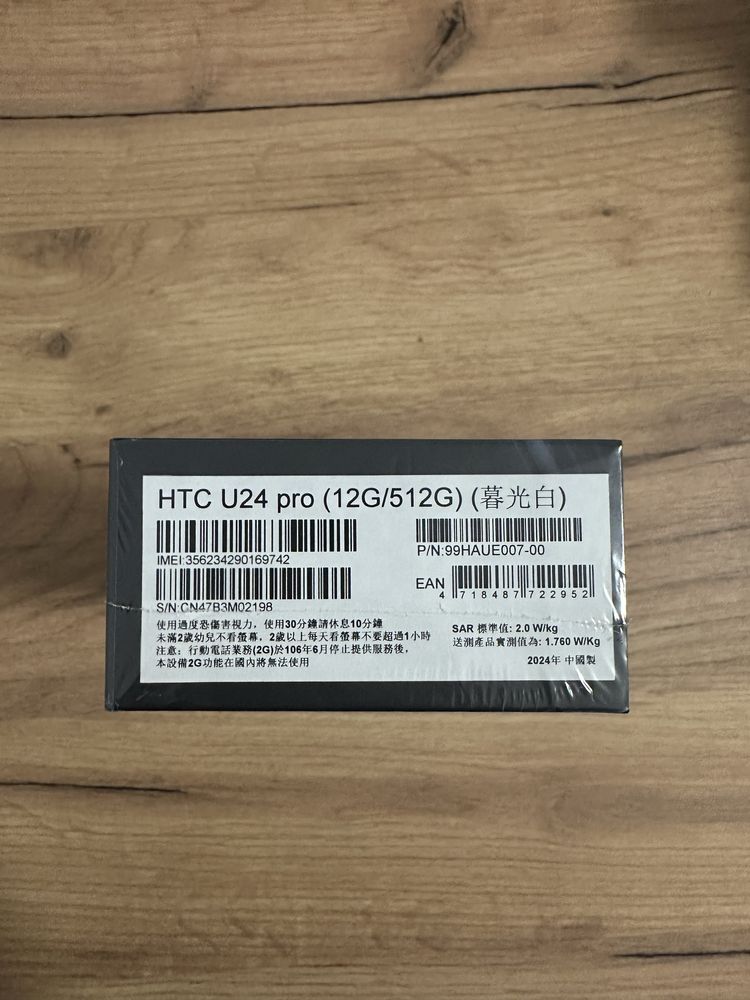 HTC U24 pro (12G/512G) (暮光白)
IMEI:356234290169742
P/N:99HAUE007-00
S/N:CN47B3M02198
EAN
4 718487 722952
使用過度恐傷害視力，使用30分鐘請休息10分鐘
未滿2歲幼兒不看螢幕，2歲以上每天看螢幕不要超過1小時
注意：行動電話業務(2G)於106年6月停止提供服務後，
本設備2G功能在國內將無法使用
SAR 標準值: 2.0 W/kg
送測產品實測值為: 1.760 W/Kg
2024年 中國製